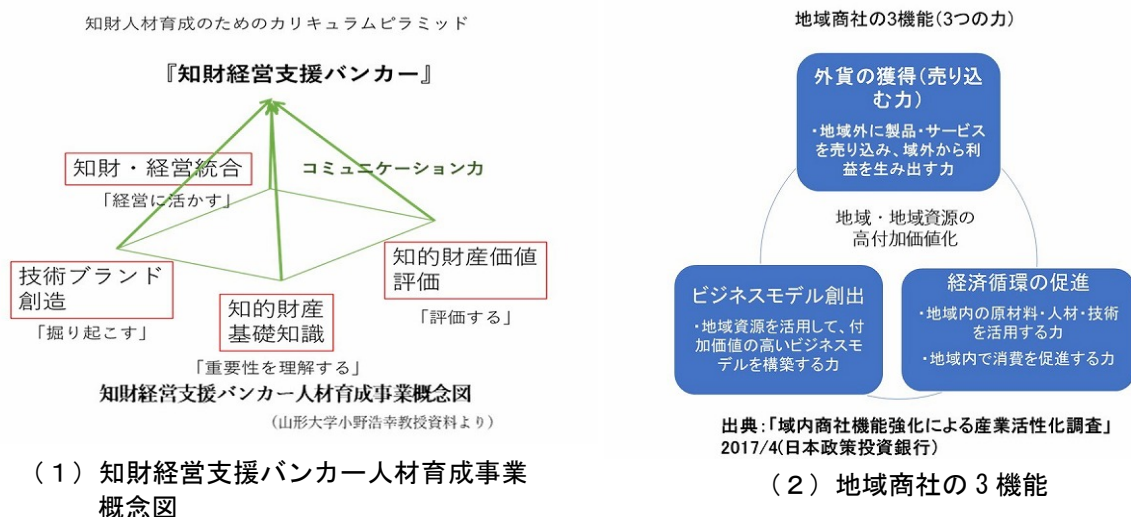 知財人材育成のためのカリキュラムピラミッド
『知財経営支援バンカー』
知財・経営統合
コミュニケーション力
「経営に活かす」
技術ブランド
創造
「掘り起こす」
知的財産
基礎知識
「重要性を理解する」
知的財産価値
評価
「評価する」
知財経営支援バンカー人材育成事業概念図
(山形大学小野浩幸教授資料より)
(1)知財経営支援バンカー人材育成事業
概念図
地域商社の3機能(3つの力)
外貨の獲得(売り込
む力)
・地域外に製品・サービス
を売り込み、域外から利
益を生み出す力
地域・地域資源の
高付加価値化
ビジネスモデル創出
・地域資源を活用して、付
加価値の高いビジネスモ
デルを構築する力
経済循環の促進
・地域内の原材料・人材・技術
を活用する力
・地域内で消費を促進する力
出典:「域内商社機能強化による産業活性化調査」
2017/4(日本政策投資銀行)
(2)地域商社の3機能